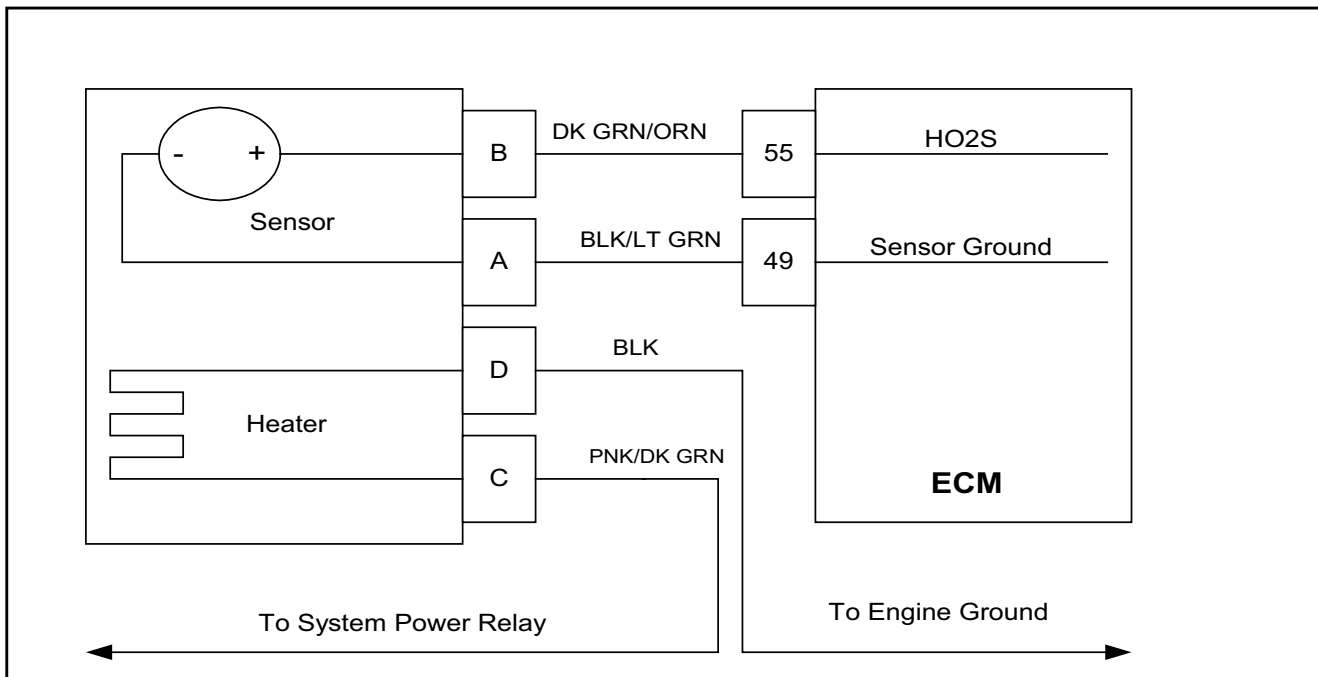 B
DK GRN/ORN
55
HO2S
- +
Sensor
A
BLK/LT GRN
49
Sensor Ground
D
BLK
Heater
C
PNK/DK GRN
ECM
To System Power Relay
To Engine Ground